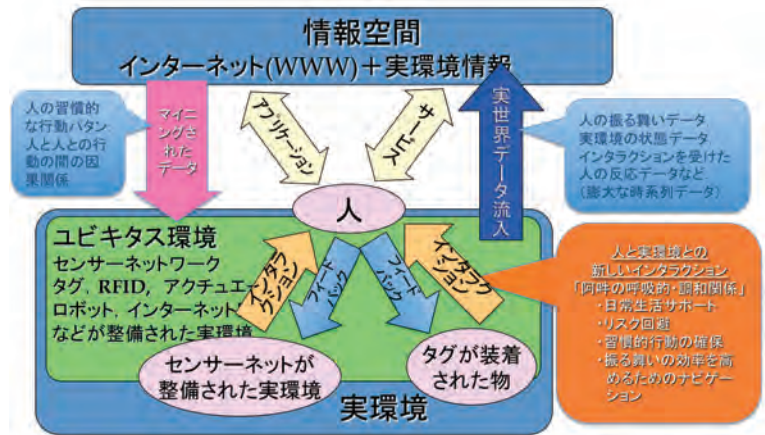 情報空間
インターネット(WWW)＋実環境情報
人の習慣的
な行動パタン
人と人との行
動の間の因
果関係
マイニ
ングさ
れた
データ
アプリケーション
サービス
実世界データ流入
人の振る舞いデータ
実環境の状態データ
インタラクションを受けた
人の反応データなど
(膨大な時系列データ)
人
ユビキタス環境
センサーネットワーク
タグ, RFID, アクチュエー
ロボット, インターネット
などが整備された実環境
インタラ
クション
フィード
バック
フィード
バック
インタラク
ション
人と実環境との
新しいインタラクション
「阿吽の呼吸的・調和関係」
・日常生活サポート
・リスク回避
・習慣的行動の確保
・振る舞いの効率を高
めるためのナビゲー
ション
センサーネットが
整備された実環境
タグが装着
された物
実環境